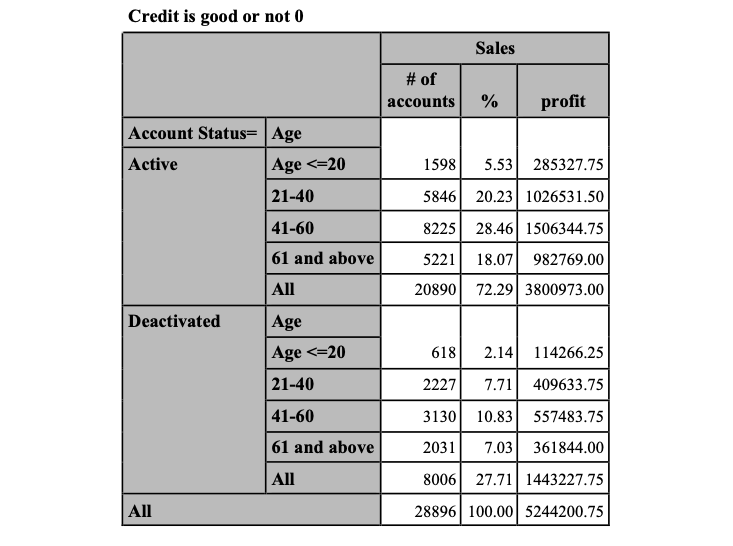 Credit is good or not 0
Sales
# of
accounts % profit
Account Status= Age
Active Age <=20 1598 5.53 285327.75
21-40 5846 20.23 1026531.50
41-60 8225 28.46 1506344.75
61 and above 5221 18.07 982769.00
All 20890 72.29 3800973.00
Deactivated Age
Age <=20 618 2.14 114266.25
21-40 2227 7.71 409633.75
41-60 3130 10.83 557483.75
61 and above 2031 7.03 361844.00
All 8006 27.71 1443227.75
All 28896 100.00 5244200.75